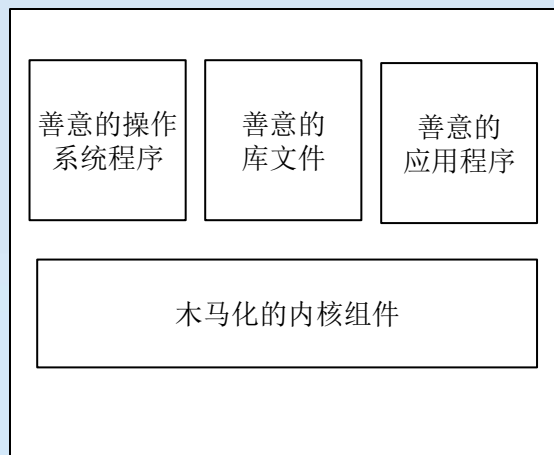 善意的操作
系统程序
善意的
库文件
善意的
应用程序
木马化的内核组件